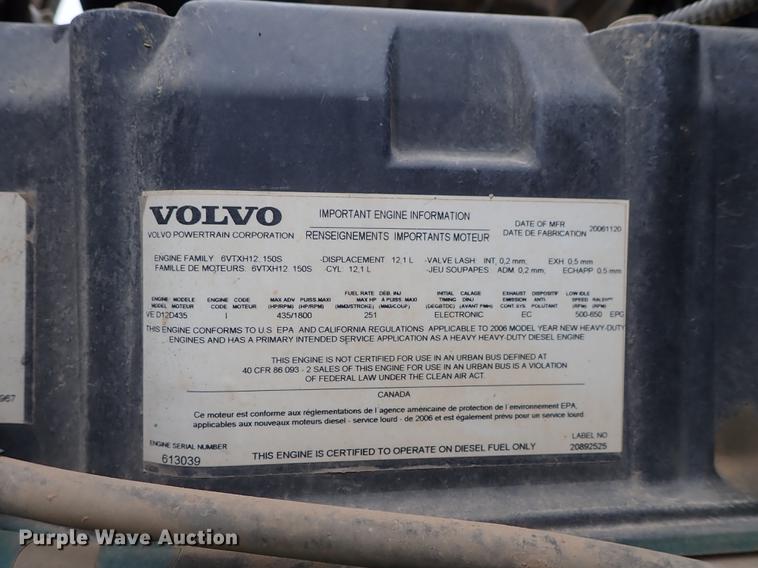 VOLVO
VOLVO POWERTRAIN CORPORATION
IMPORTANT ENGINE INFORMATION
RENSEIGNEMENTS IMPORTANTS MOTEUR
DATE OF MFR
DATE DE FABRICATION 20061120
ENGINE FAMILY 6VTXH12. 150S -DISPLACEMENT 12,1 L -VALVE LASH INT, 0,2 mm, EXH 0,5 mm
FAMILLE DE MOTEURS: 6VTXH12. 150S -CYL: 12,1 L -JEU SOUPAPES ADM, 0,2 mm, ECHAPP 0,5 mm
ENGINE MODELE ENGINE CODE MAX ADV PUISS.MAXI FUEL RATE DÉB. INJ INITIAL CALAGE EXHAUST DISPOSITIF LOW IDLE
MODEL MOTEUR CODE MOTEUR (HP/RPM) (HP/RPM) MAX HP A PUISS. MAXI TIMING DINJ EMISSION ANTI SPEED
(MM3/STROKE) (MM3/COUP) (DEGBTDC) (AVANT PMH) CONT. SYS. POLLUTANT (RPM) (RPM)
VE D12D435 I 435/1800 251 ELECTRONIC EC 500-650 EPG
THIS ENGINE CONFORMS TO U.S EPA. AND CALIFORNIA REGULATIONS APPLICABLE TO 2006 MODEL YEAR NEW HEAVY-DUTY
ENGINES AND HAS A PRIMARY INTENDED SERVICE APPLICATION AS A HEAVY HEAVY-DUTY DIESEL ENGINE
THIS ENGINE IS NOT CERTIFIED FOR USE IN AN URBAN BUS DEFINED AT
40 CFR 86 093 - 2 SALES OF THIS ENGINE FOR USE IN AN URBAN BUS IS A VIOLATION
OF FEDERAL LAW UNDER THE CLEAN AIR ACT.
CANADA
Ce moteur est conforme aux réglementations de l'agence américaine de protection de l'environnement EPA,
applicables aux nouveaux moteurs diesel - service lourd - de 2006 et est également prévu pour un service lourd
ENGINE SERIAL NUMBER
613039
THIS ENGINE IS CERTIFIED TO OPERATE ON DIESEL FUEL ONLY
LABEL NO
20892525
967
Purple Wave Auction